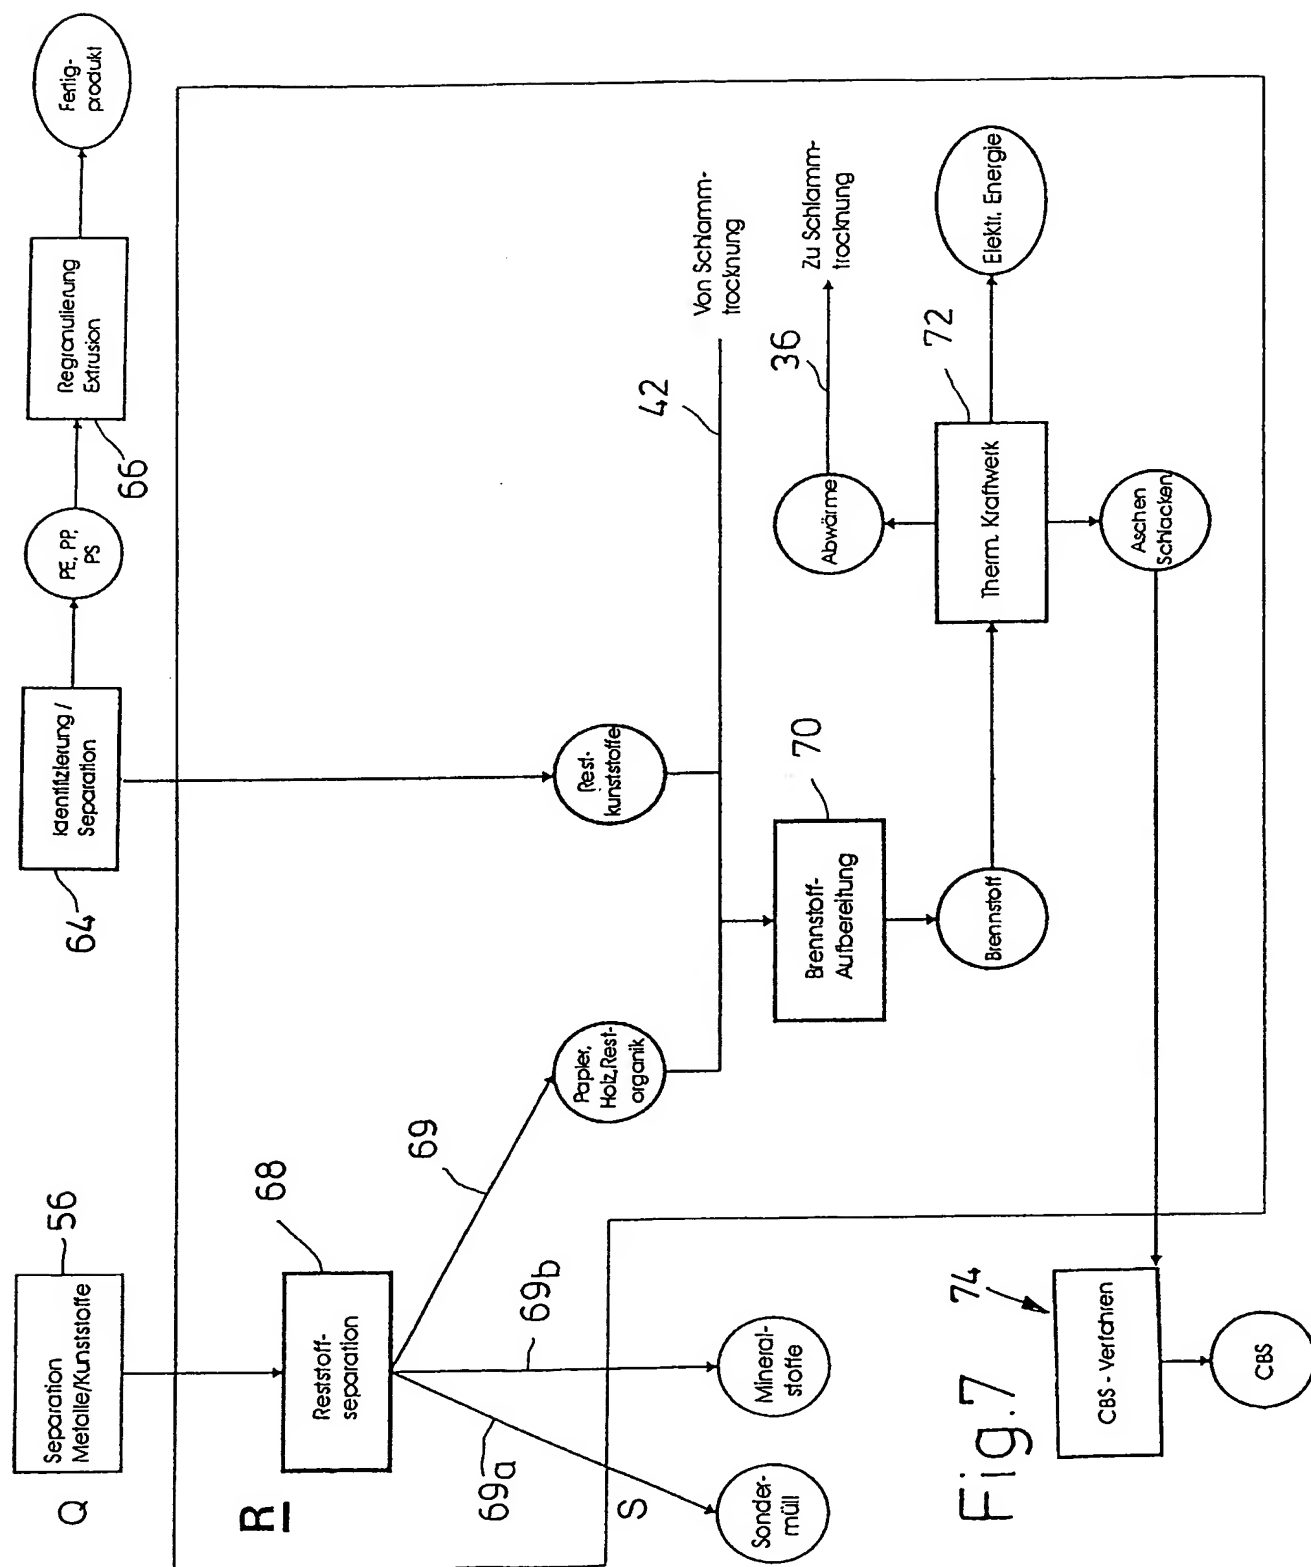 Q
Separation
Metalle/Kunststoffe
56
64
Identifizierung /
Separation
PE, PP,
PS
66
Regranulierung
Extrusion
Fertig-
produkt
R
Reststoff-
separation
68
69
69b
69a
S
Papier,
Holz,Rest-
organik
Rest-
kunststoffe
42
Von Schlamm-
trocknung
Sonder-
müll
Mineral-
stoffe
Brennstoff-
Aufbereitung
70
Abwärme
36
Zu Schlamm-
trocknung
Brennstoff
Therm. Kraftwerk
72
Elektr. Energie
Aschen
Schlacken
Fig.7
74
CBS - Verfahren
CBS